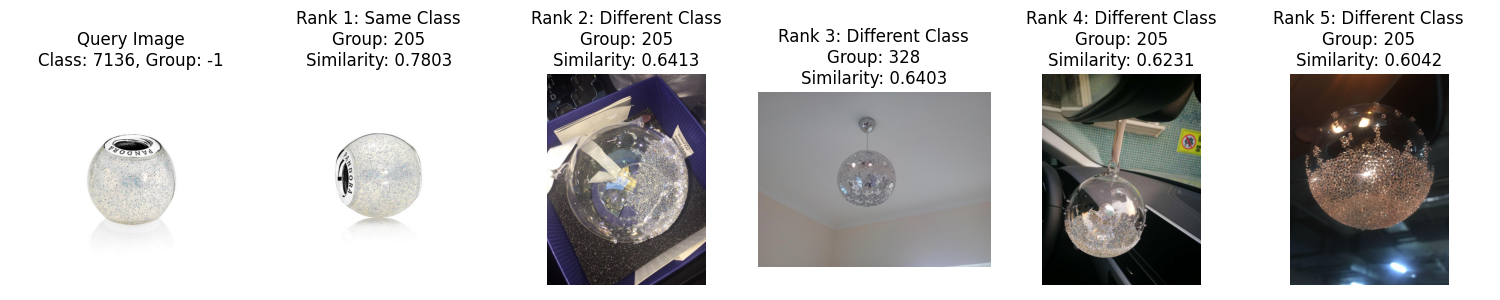 Query Image
Class: 7136, Group: -1
Rank 1: Same Class
Group: 205
Similarity: 0.7803
Rank 2: Different Class
Group: 205
Similarity: 0.6413
Rank 3: Different Class
Group: 328
Similarity: 0.6403
Rank 4: Different Class
Group: 205
Similarity: 0.6231
Rank 5: Different Class
Group: 205
Similarity: 0.6042
PANDORA
PANDORA